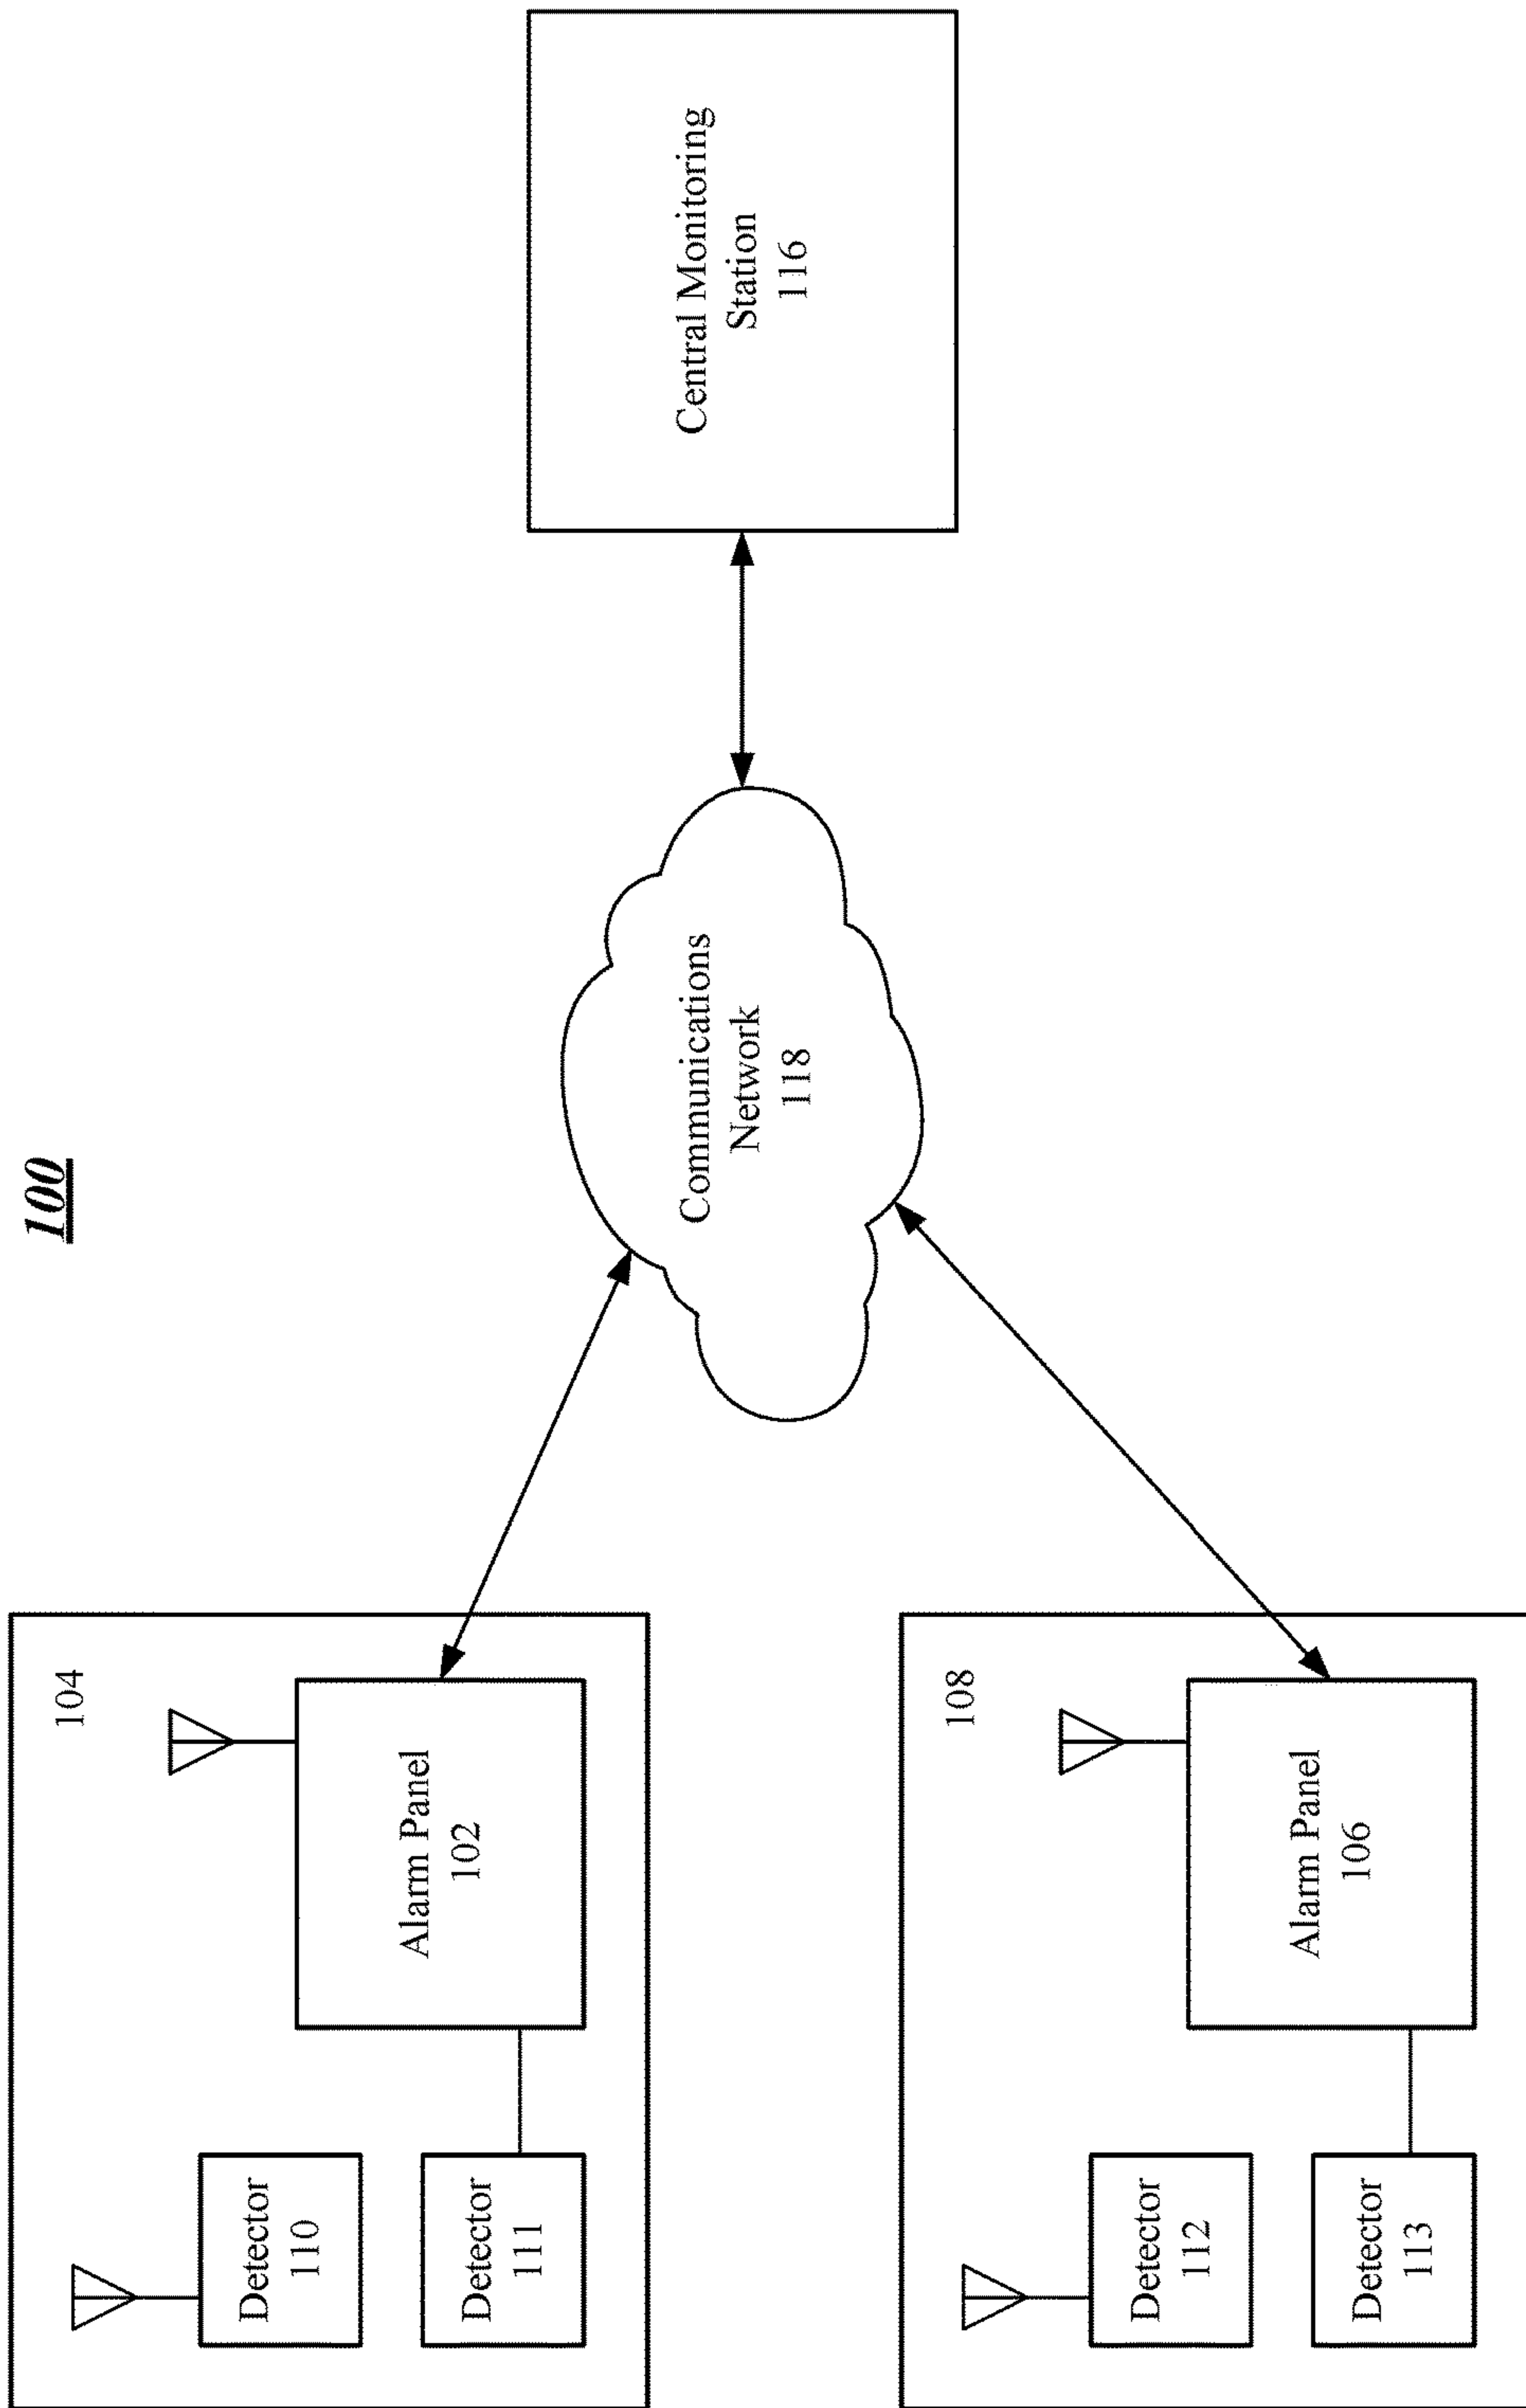 100
104
Detector
110
Detector
111
Alarm Panel
102
Communications
Network
118
Central Monitoring
Station
116
108
Detector
112
Detector
113
Alarm Panel
106